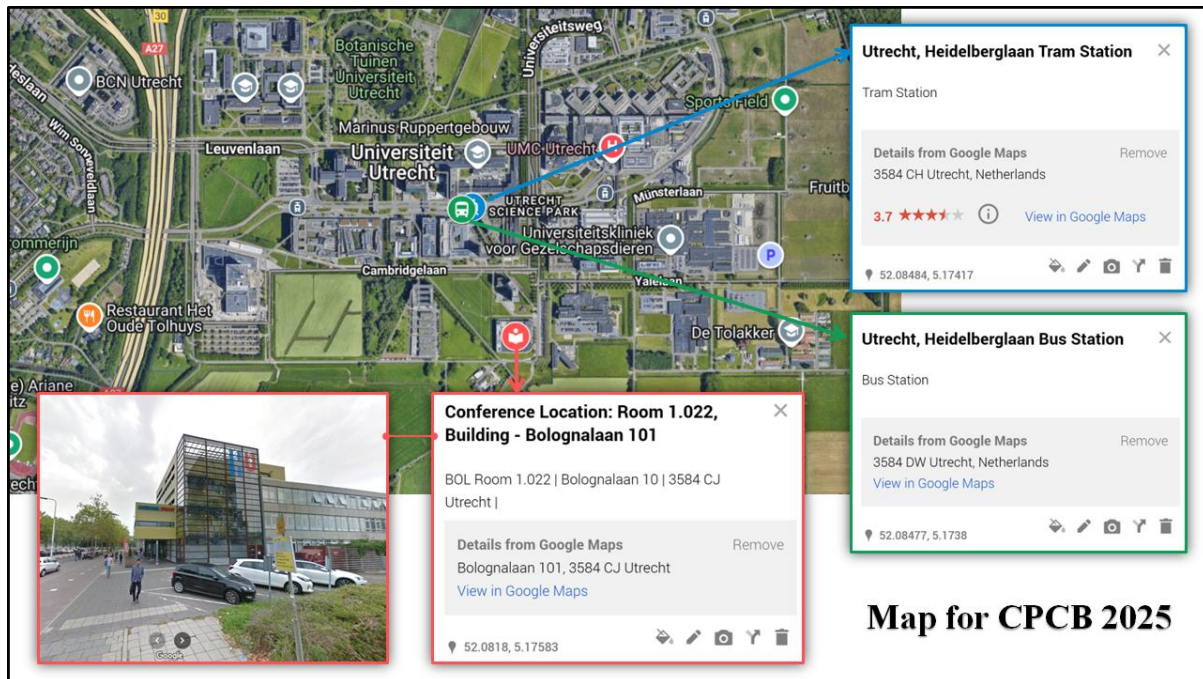 30
A27
BCN Utrecht
Botanische
Tuinen
Universiteit
Utrecht
Universiteitsweg
Wim Sonneveldlaan
Leuvenlaan
Marinus Ruppertgebouw
Universiteit
Utrecht
UMC Utrecht
H
Sports Field
UTRECHT
SCIENCE PARK
Münsterlaan
Fruitb
Universiteitskliniek
voor Gezelschapsdieren
P
Cambridgelaan
Yalelaan
ommerijn
Restaurant Het
Oude Tolhuys
De Tolakker
e) Ariane
itz
A27
Utrecht, Heidelberglaan Tram Station
Tram Station
Details from Google Maps Remove
3584 CH Utrecht, Netherlands
3.7 View in Google Maps
52.08484, 5.17417
Utrecht, Heidelberglaan Bus Station
Bus Station
Details from Google Maps Remove
3584 DW Utrecht, Netherlands
View in Google Maps
52.08477, 5.1738
Conference Location: Room 1.022,
Building - Bolognalaan 101
BOL Room 1.022 | Bolognalaan 10 | 3584 CJ
Utrecht |
Details from Google Maps Remove
Bolognalaan 101, 3584 CJ Utrecht
View in Google Maps
52.0818, 5.17583
Google
Map for CPCB 2025